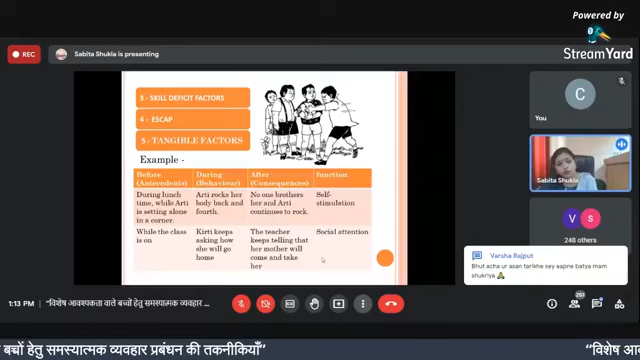 Powered by
StreamYard
REC
Sabita Shukla is presenting
3 - SKILL DEFICIT FACTORS
4 - ESCAP
5 - TANGIBLE FACTORS
Example -
Before (Antecedents)
During (Behaviour)
After (Consequences)
Function
During lunch time, while Arti is setting alone in a corner.
Arti rocks her body back and fourth.
No one brothers her and Arti continues to rock.
Self-stimulation
While the class is on
Kirti keeps asking how she will go home
The teacher keeps telling that her mother will come and take her
Social attention
C
You
Sabita Shukla
V
S
248 others
Varsha Rajput
Bhut acha ur asan tarikhe sey aapne batya mam
shukriya 🙏
1:13 PM | "विशेष आवश्यकता वाले बच्चों हेतु समस्यात्मक व्यवहार ...
251
बच्चों हेतु समस्यात्मक व्यवहार प्रबंधन की तकनीकियाँ"
"विशेष आव